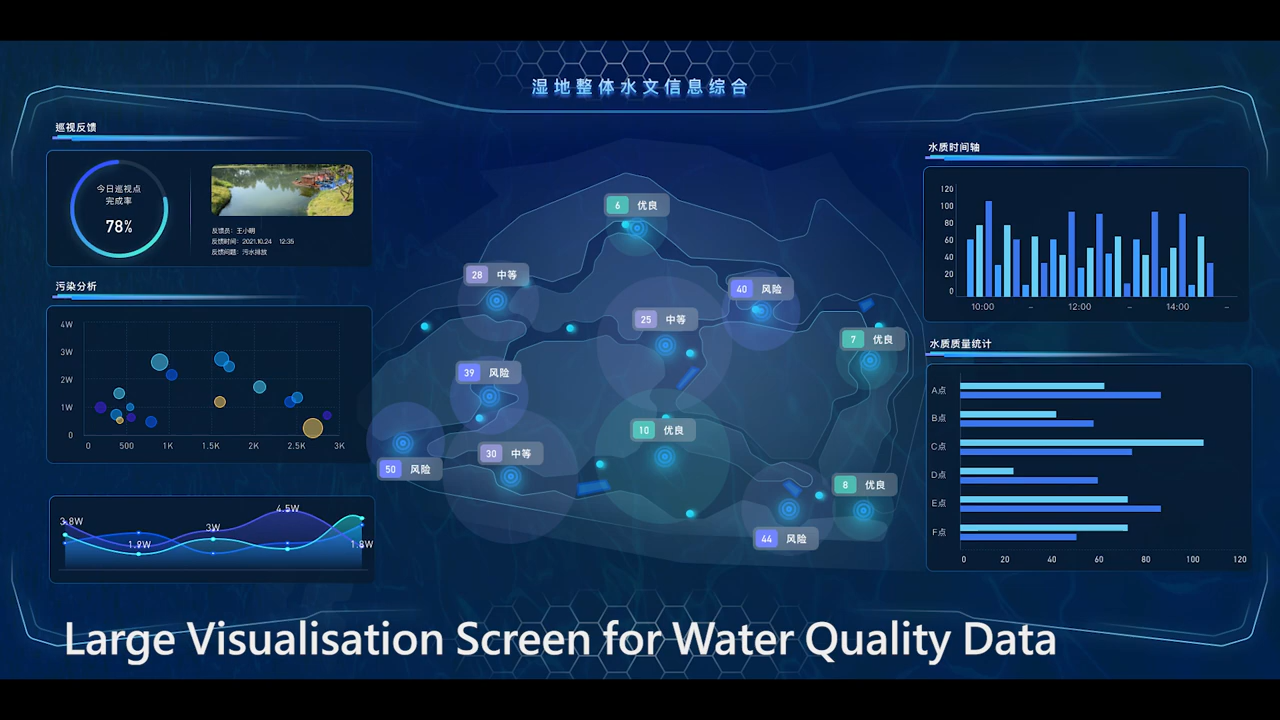 湿地整体水文信息综合
巡视反馈
今日巡视点
完成率
78%
反馈员：王小明
反馈时间：2021.10.24 12:35
反馈问题：污水排放
污染分析
4W
3W
2W
1W
0
0 500 1K 1.5K 2K 2.5K 3K
3.8W
1.9W
3W
4.5W
1.8W
6 优良
28 中等
40 风险
25 中等
7 优良
39 风险
10 优良
30 中等
50 风险
8 优良
44 风险
水质时间轴
120
100
80
60
40
20
0
10:00 – 12:00 – 14:00 –
水质质量统计
A点
B点
C点
D点
E点
F点
0 20 40 60 80 100 120
Large Visualisation Screen for Water Quality Data